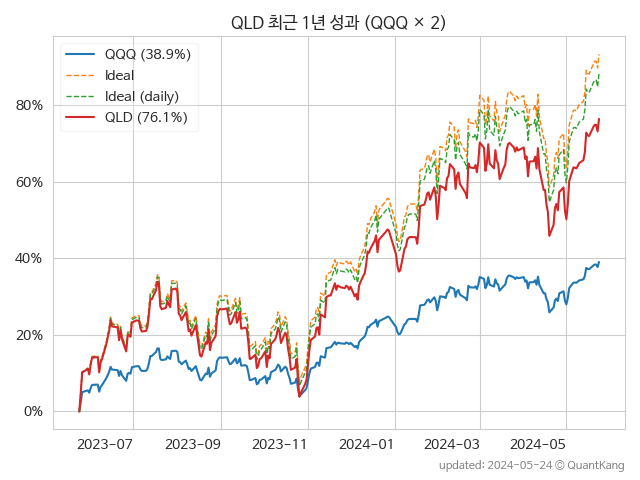 QLD 최근 1년 성과 (QQQ × 2)
QQQ (38.9%)
Ideal
Ideal (daily)
QLD (76.1%)
80%
60%
40%
20%
0%
2023-07 2023-09 2023-11 2024-01 2024-03 2024-05
updated: 2024-05-24 © QuantKang